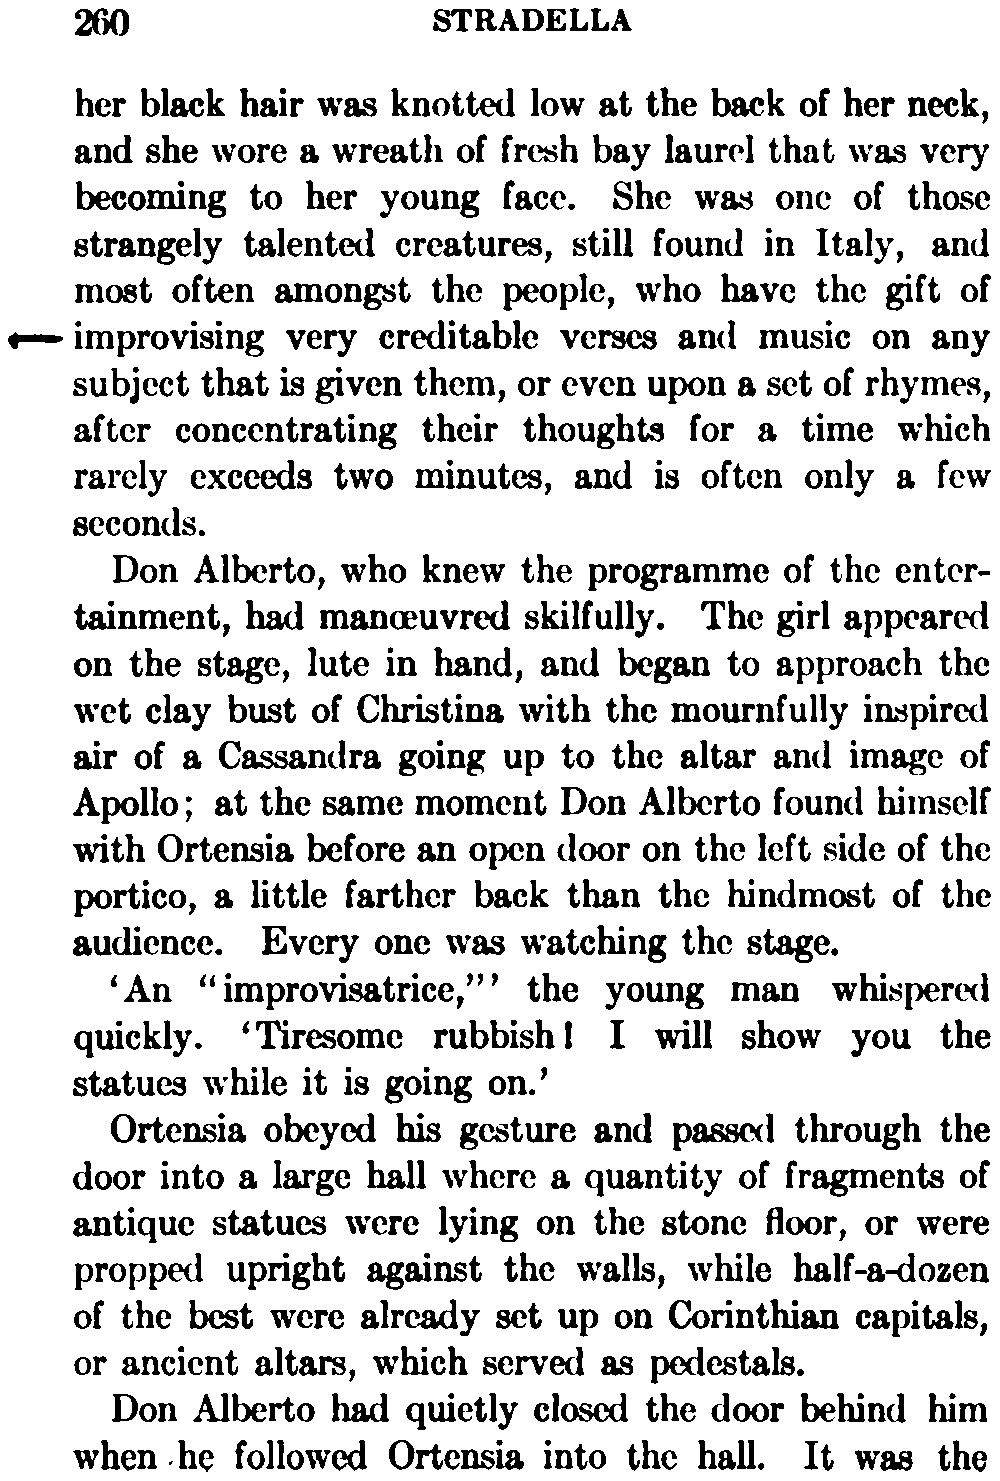 260 STRADELLA
her black hair was knotted low at the back of her neck,
and she wore a wreath of fresh bay laurel that was very
becoming to her young face. She was one of those
strangely talented creatures, still found in Italy, and
most often amongst the people, who have the gift of
improvising very creditable verses and music on any
subject that is given them, or even upon a set of rhymes,
after concentrating their thoughts for a time which
rarely exceeds two minutes, and is often only a few
seconds.
Don Alberto, who knew the programme of the enter-
tainment, had manœuvred skilfully. The girl appeared
on the stage, lute in hand, and began to approach the
wet clay bust of Christina with the mournfully inspired
air of a Cassandra going up to the altar and image of
Apollo; at the same moment Don Alberto found himself
with Ortensia before an open door on the left side of the
portico, a little farther back than the hindmost of the
audience. Every one was watching the stage.
'An "improvisatrice,"' the young man whispered
quickly. 'Tiresome rubbish! I will show you the
statues while it is going on.'
Ortensia obeyed his gesture and passed through the
door into a large hall where a quantity of fragments of
antique statues were lying on the stone floor, or were
propped upright against the walls, while half-a-dozen
of the best were already set up on Corinthian capitals,
or ancient altars, which served as pedestals.
Don Alberto had quietly closed the door behind him
when he followed Ortensia into the hall. It was the